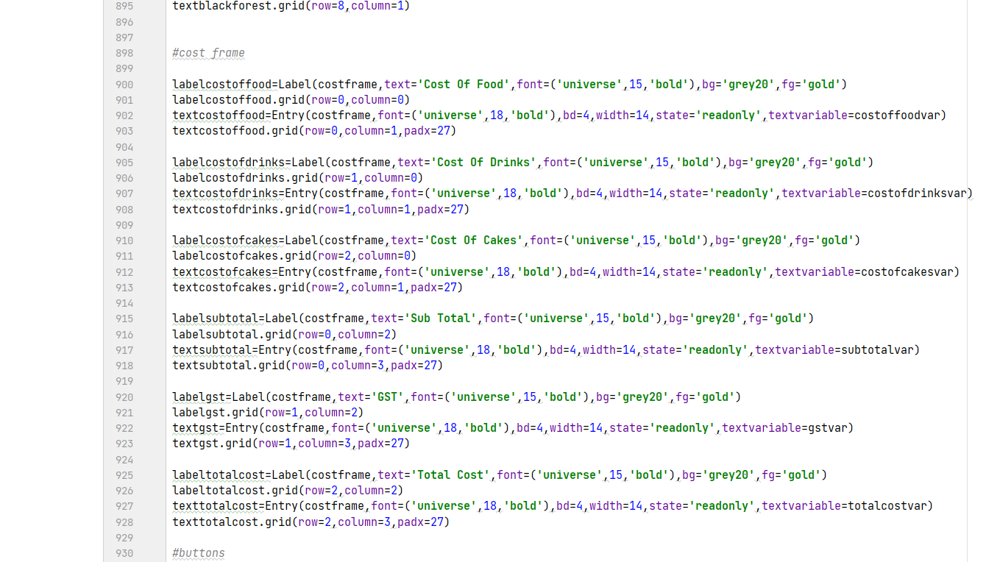 895 textblackforest.grid(row=8,column=1)
896
897
898 #cost frame
899
900 labelcostoffood=Label(costframe,text='Cost Of Food',font=('universe',15,'bold'),bg='grey20',fg='gold')
901 labelcostoffood.grid(row=0,column=0)
902 textcostoffood=Entry(costframe,font=('universe',18,'bold'),bd=4,width=14,state='readonly',textvariable=costoffoodvar)
903 textcostoffood.grid(row=0,column=1,padx=27)
904
905 labelcostofdrinks=Label(costframe,text='Cost Of Drinks',font=('universe',15,'bold'),bg='grey20',fg='gold')
906 labelcostofdrinks.grid(row=1,column=0)
907 textcostofdrinks=Entry(costframe,font=('universe',18,'bold'),bd=4,width=14,state='readonly',textvariable=costofdrinksvar)
908 textcostofdrinks.grid(row=1,column=1,padx=27)
909
910 labelcostofcakes=Label(costframe,text='Cost Of Cakes',font=('universe',15,'bold'),bg='grey20',fg='gold')
911 labelcostofcakes.grid(row=2,column=0)
912 textcostofcakes=Entry(costframe,font=('universe',18,'bold'),bd=4,width=14,state='readonly',textvariable=costofcakesvar)
913 textcostofcakes.grid(row=2,column=1,padx=27)
914
915 labelsubtotal=Label(costframe,text='Sub Total',font=('universe',15,'bold'),bg='grey20',fg='gold')
916 labelsubtotal.grid(row=0,column=2)
917 textsubtotal=Entry(costframe,font=('universe',18,'bold'),bd=4,width=14,state='readonly',textvariable=subtotalvar)
918 textsubtotal.grid(row=0,column=3,padx=27)
919
920 labelgst=Label(costframe,text='GST',font=('universe',15,'bold'),bg='grey20',fg='gold')
921 labelgst.grid(row=1,column=2)
922 textgst=Entry(costframe,font=('universe',18,'bold'),bd=4,width=14,state='readonly',textvariable=gstvar)
923 textgst.grid(row=1,column=3,padx=27)
924
925 labeltotalcost=Label(costframe,text='Total Cost',font=('universe',15,'bold'),bg='grey20',fg='gold')
926 labeltotalcost.grid(row=2,column=2)
927 texttotalcost=Entry(costframe,font=('universe',18,'bold'),bd=4,width=14,state='readonly',textvariable=totalcostvar)
928 texttotalcost.grid(row=2,column=3,padx=27)
929
930 #buttons